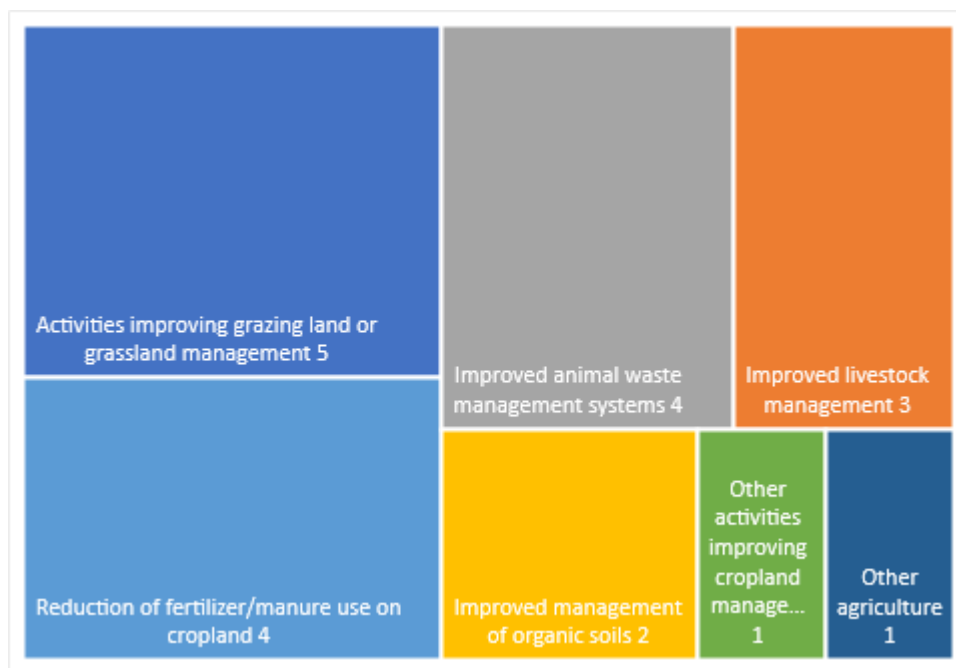 Activities improving grazing land or
grassland management 5
Reduction of fertilizer/manure use on
cropland 4
Improved animal waste
management systems 4
Improved livestock
management 3
Improved management
of organic soils 2
Other
activities
improving
cropland
manage...
1
Other
agriculture
1